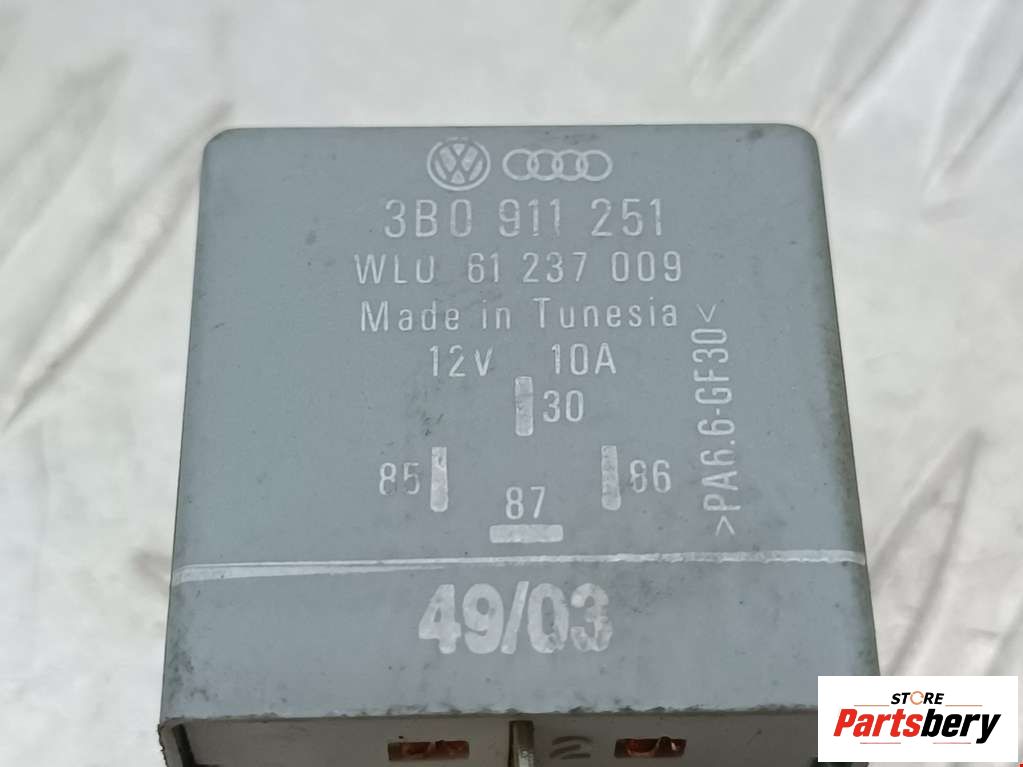 3B0 911 251
WLU 61 237 009
Made in Tunesia
12V 10A
30
85 86
87
>PA6.6-GF30<
49/03
STORE
Partsbery